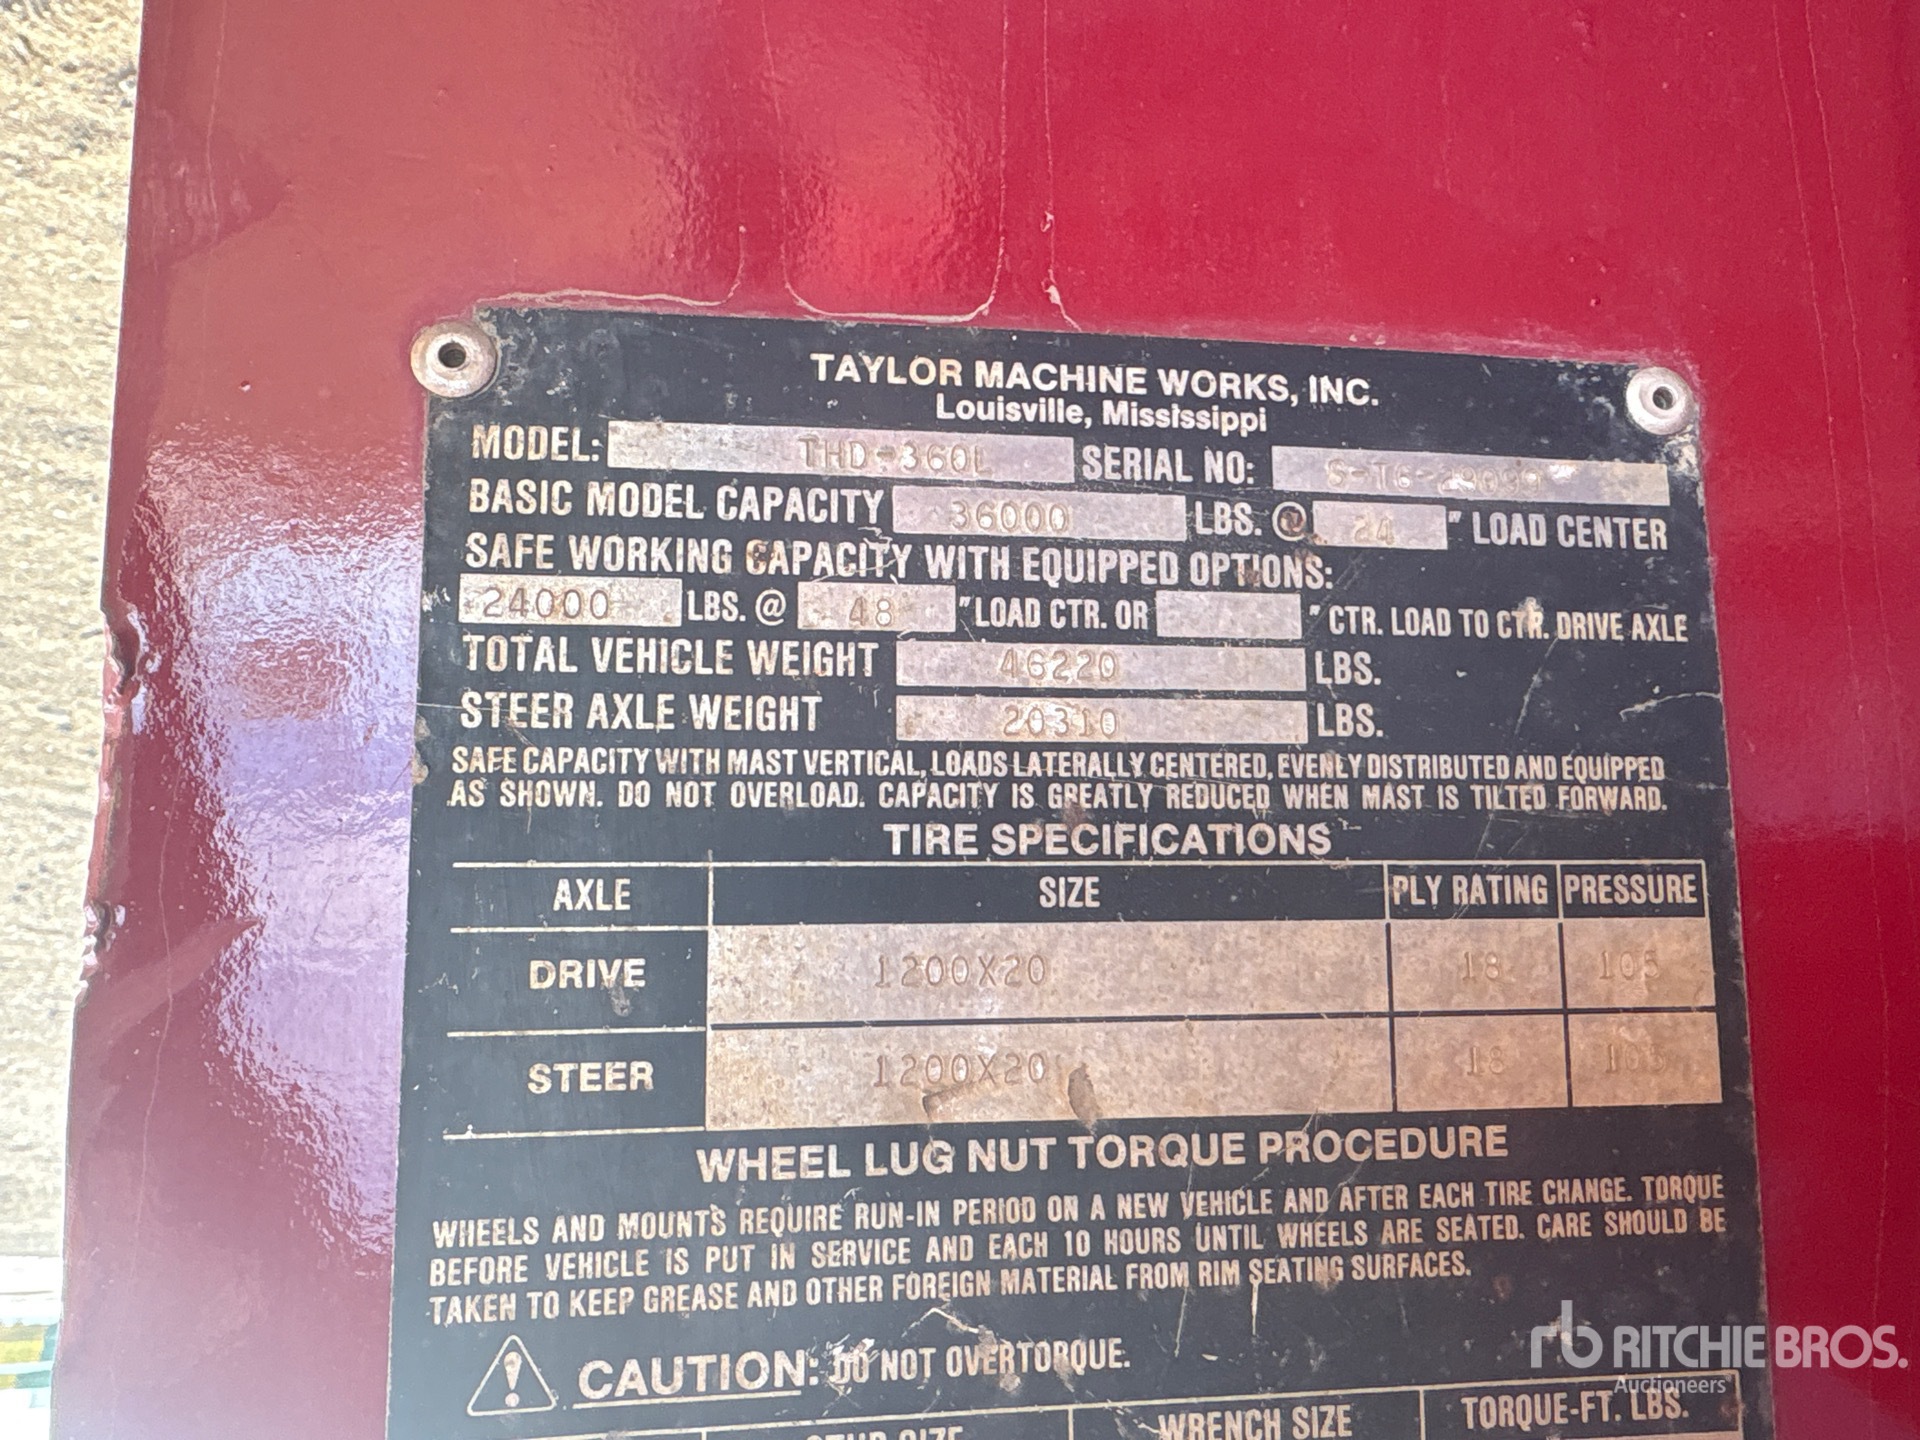 TAYLOR MACHINE WORKS, INC.
Louisville, Mississippi
MODEL: THD-360L SERIAL NO:
BASIC MODEL CAPACITY 36000 LBS. @ 24 " LOAD CENTER
SAFE WORKING CAPACITY WITH EQUIPPED OPTIONS:
24000 LBS. @ 48 "LOAD CTR. OR " CTR. LOAD TO CTR. DRIVE AXLE
TOTAL VEHICLE WEIGHT 46220 LBS.
STEER AXLE WEIGHT 20310 LBS.
SAFE CAPACITY WITH MAST VERTICAL, LOADS LATERALLY CENTERED, EVENLY DISTRIBUTED AND EQUIPPED
AS SHOWN. DO NOT OVERLOAD. CAPACITY IS GREATLY REDUCED WHEN MAST IS TILTED FORWARD.
TIRE SPECIFICATIONS
AXLE SIZE PLY RATING PRESSURE
DRIVE 1200X20 18 105
STEER 1200X20 18 105
WHEEL LUG NUT TORQUE PROCEDURE
WHEELS AND MOUNTS REQUIRE RUN-IN PERIOD ON A NEW VEHICLE AND AFTER EACH TIRE CHANGE. TORQUE
BEFORE VEHICLE IS PUT IN SERVICE AND EACH 10 HOURS UNTIL WHEELS ARE SEATED. CARE SHOULD BE
TAKEN TO KEEP GREASE AND OTHER FOREIGN MATERIAL FROM RIM SEATING SURFACES.
CAUTION: DO NOT OVERTORQUE.
STUD SIZE WRENCH SIZE TORQUE-FT. LBS.
rb RITCHIE BROS.
Auctioneers